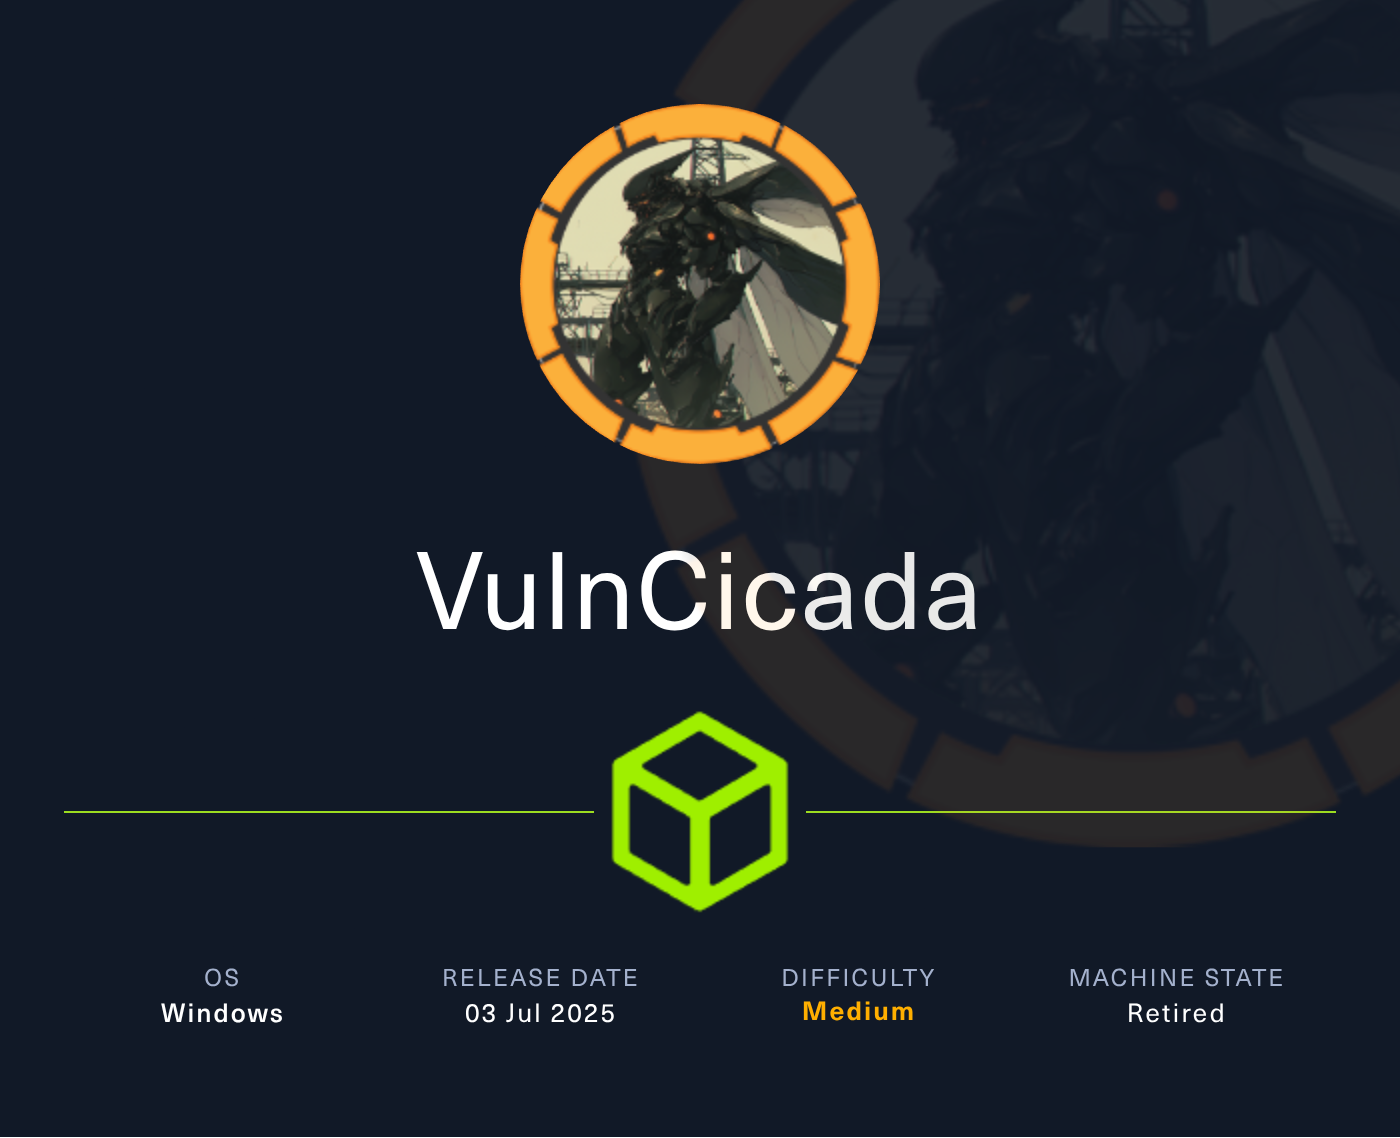 VulnCicada
OS
Windows
RELEASE DATE
03 Jul 2025
DIFFICULTY
Medium
MACHINE STATE
Retired